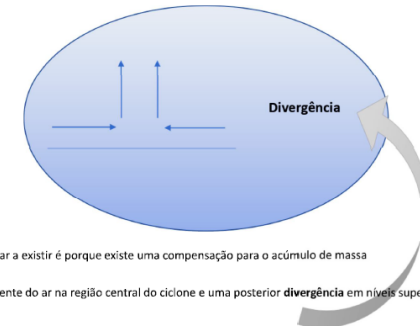 Divergência
ar a existir é porque existe uma compensação para o acúmulo de massa
ente do ar na região central do ciclone e uma posterior divergência em níveis